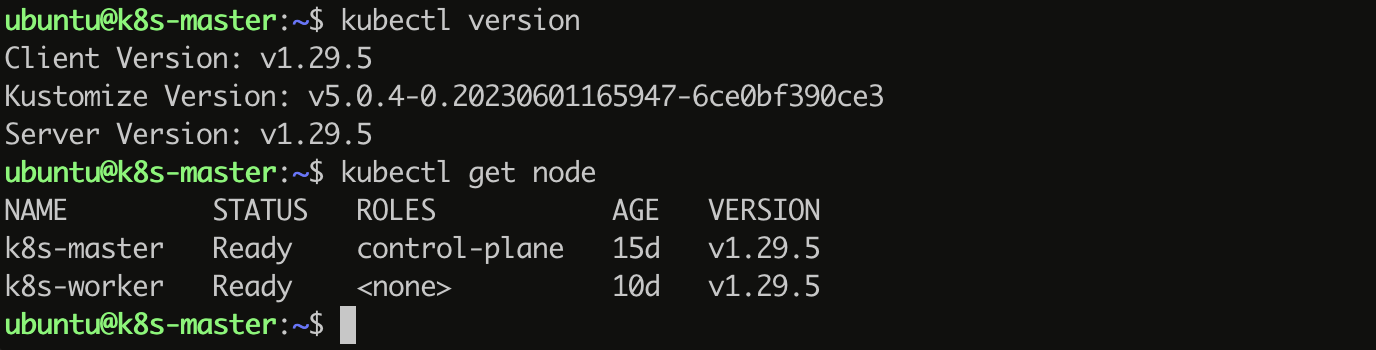 ubuntu@k8s-master:~$ kubectl version
Client Version: v1.29.5
Kustomize Version: v5.0.4-0.20230601165947-6ce0bf390ce3
Server Version: v1.29.5
ubuntu@k8s-master:~$ kubectl get node
NAME         STATUS   ROLES           AGE   VERSION
k8s-master   Ready    control-plane   15d   v1.29.5
k8s-worker   Ready    <none>          10d   v1.29.5
ubuntu@k8s-master:~$